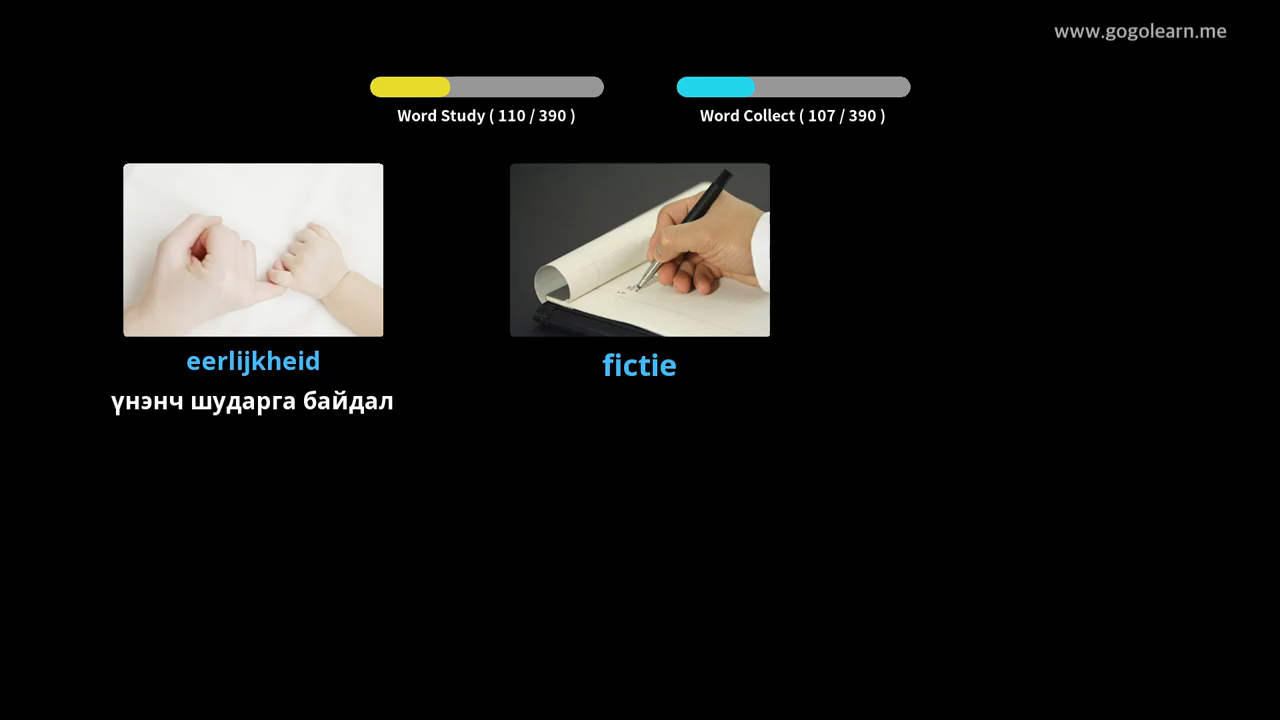 www.gogolearn.me
Word Study ( 110 / 390 )
Word Collect ( 107 / 390 )
eerlijkheid
үнэнч шударга байдал
fictie